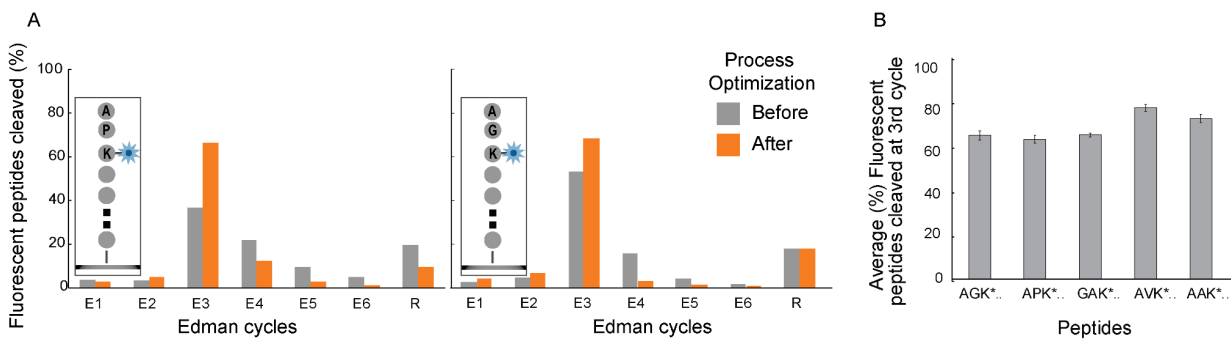 A
B
Fluorescent peptides cleaved (%)
100
80
60
40
20
0
A
P
K
E1 E2 E3 E4 E5 E6 R
Edman cycles
A
G
K
E1 E2 E3 E4 E5 E6 R
Edman cycles
Process
Optimization
Before
After
Average (%) Fluorescent
peptides cleaved at 3rd cycle
100
80
60
40
20
0
AGK*.. APK*.. GAK*.. AVK*.. AAK*..
Peptides